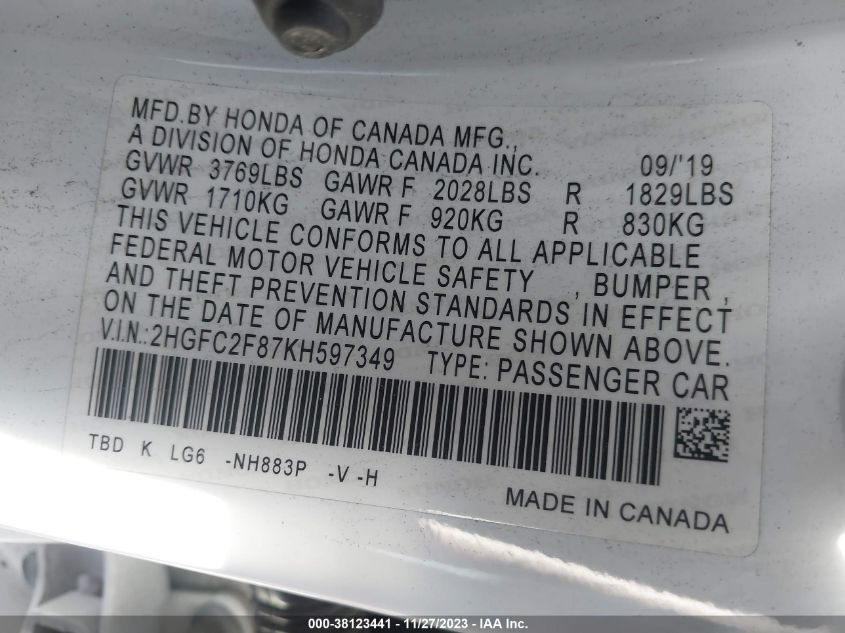 MFD.BY HONDA OF CANADA MFG.,
A DIVISION OF HONDA CANADA INC. 09/'19
GVWR 3769LBS GAWR F 2028LBS R 1829LBS
GVWR 1710KG GAWR F 920KG R 830KG
THIS VEHICLE CONFORMS TO ALL APPLICABLE
FEDERAL MOTOR VEHICLE SAFETY , BUMPER ,
AND THEFT PREVENTION STANDARDS IN EFFECT
ON THE DATE OF MANUFACTURE SHOWN ABOVE.
V.I.N.:2HGFC2F87KH597349 TYPE: PASSENGER CAR
TBD K LG6 -NH883P -V -H
MADE IN CANADA
000-38123441 - 11/27/2023 - IAA Inc.